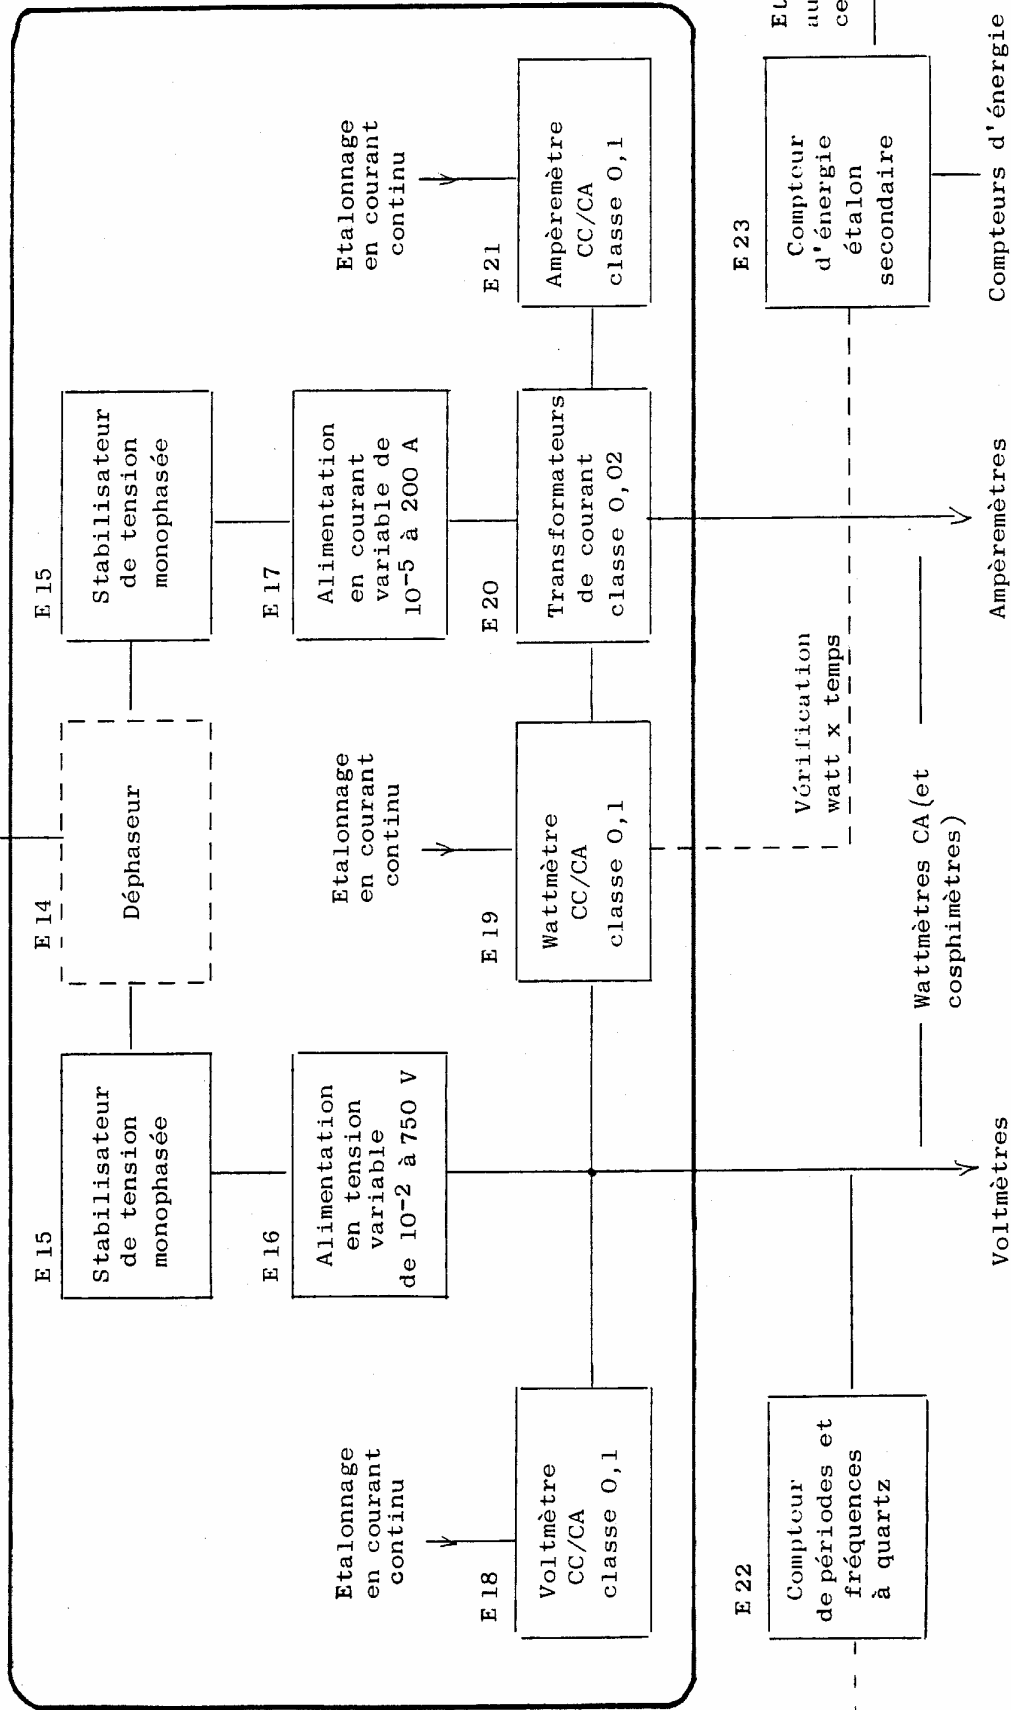 E 15
Stabilisateur
de tension
monophasée
E 14
Déphaseur
E 15
Stabilisateur
de tension
monophasée
E 16
Alimentation
en tension
variable
de 10⁻² à 750 V
E 17
Alimentation
en courant
variable de
10⁻⁵ à 200 A
Etalonnage
en courant
continu
Etalonnage
en courant
continu
Etalonnage
en courant
continu
E 18
Voltmètre
CC/CA
classe 0,1
E 19
Wattmètre
CC/CA
classe 0,1
E 20
Transformateurs
de courant
classe 0,02
E 21
Ampèremètre
CC/CA
classe 0,1
E 22
Compteur
de périodes et
fréquences
à quartz
Vérification
watt x temps
E 23
Compteur
d'énergie
étalon
secondaire
Et
au
ce
Wattmètres CA (et
cosphimètres)
Voltmètres
Ampèremètres
Compteurs d'énergie